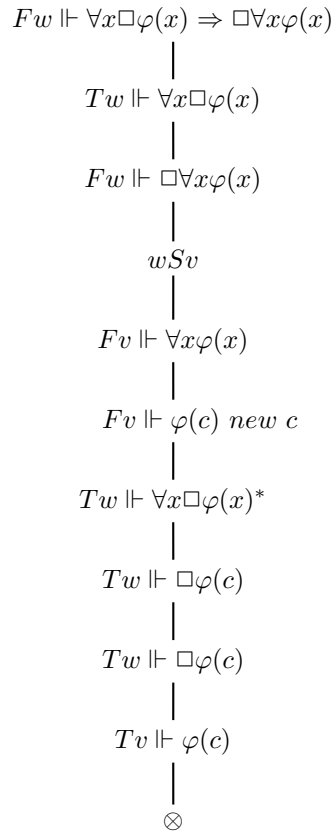 Fw ⊩ ∀x□φ(x) ⇒ □∀xφ(x)
Tw ⊩ ∀x□φ(x)
Fw ⊩ □∀xφ(x)
wSv
Fv ⊩ ∀xφ(x)
Fv ⊩ φ(c) new c
Tw ⊩ ∀x□φ(x)*
Tw ⊩ □φ(c)
Tw ⊩ □φ(c)
Tv ⊩ φ(c)
⊗